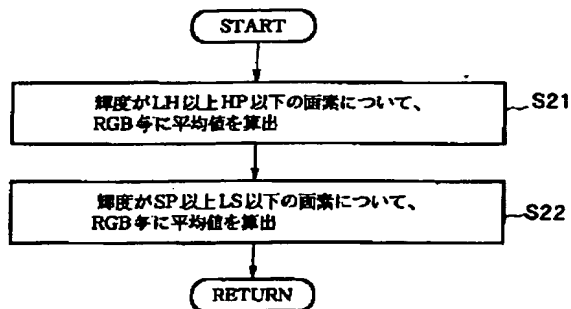 START
輝度がLH以上HP以下の画素について、
RGB毎に平均値を算出
S21
輝度がSP以上LS以下の画素について、
RGB毎に平均値を算出
S22
RETURN